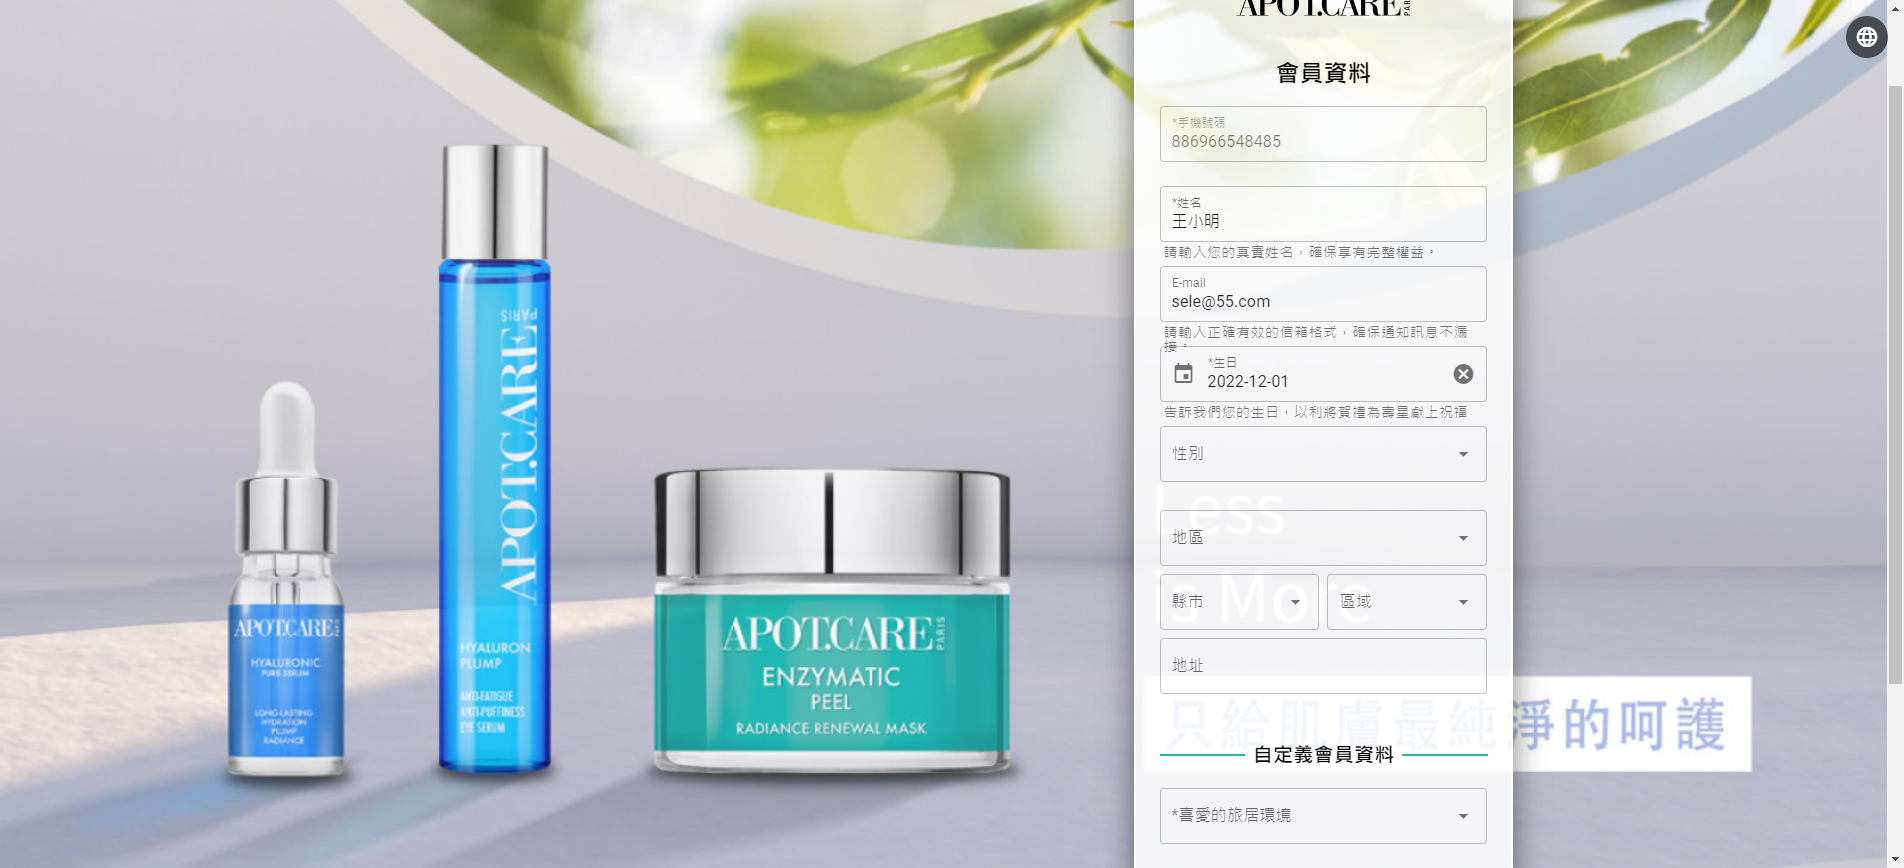 APOT.CARE PARIS
會員資料
*手機號碼
886966548485
*姓名
王小明
請輸入您的真實姓名，確保享有完整權益。
E-mail
sele@55.com
請輸入正確有效的信箱格式，確保通知訊息不漏
接。
*生日
2022-12-01
告訴我們您的生日，以利將賀禮為壽星獻上祝福
性別
Less
地區
is More
縣市
區域
地址
只給肌膚最純淨的呵護
自定義會員資料
*喜愛的旅居環境
APOT.CARE PARIS
HYALURONIC
PURE SERUM
LONG-LASTING
HYDRATION
PLUMP
RADIANCE
APOT.CARE PARIS
HYALURON
PLUMP
ANTI-FATIGUE
ANTI-PUFFINESS
EYE SERUM
APOT.CARE PARIS
ENZYMATIC
PEEL
RADIANCE RENEWAL MASK